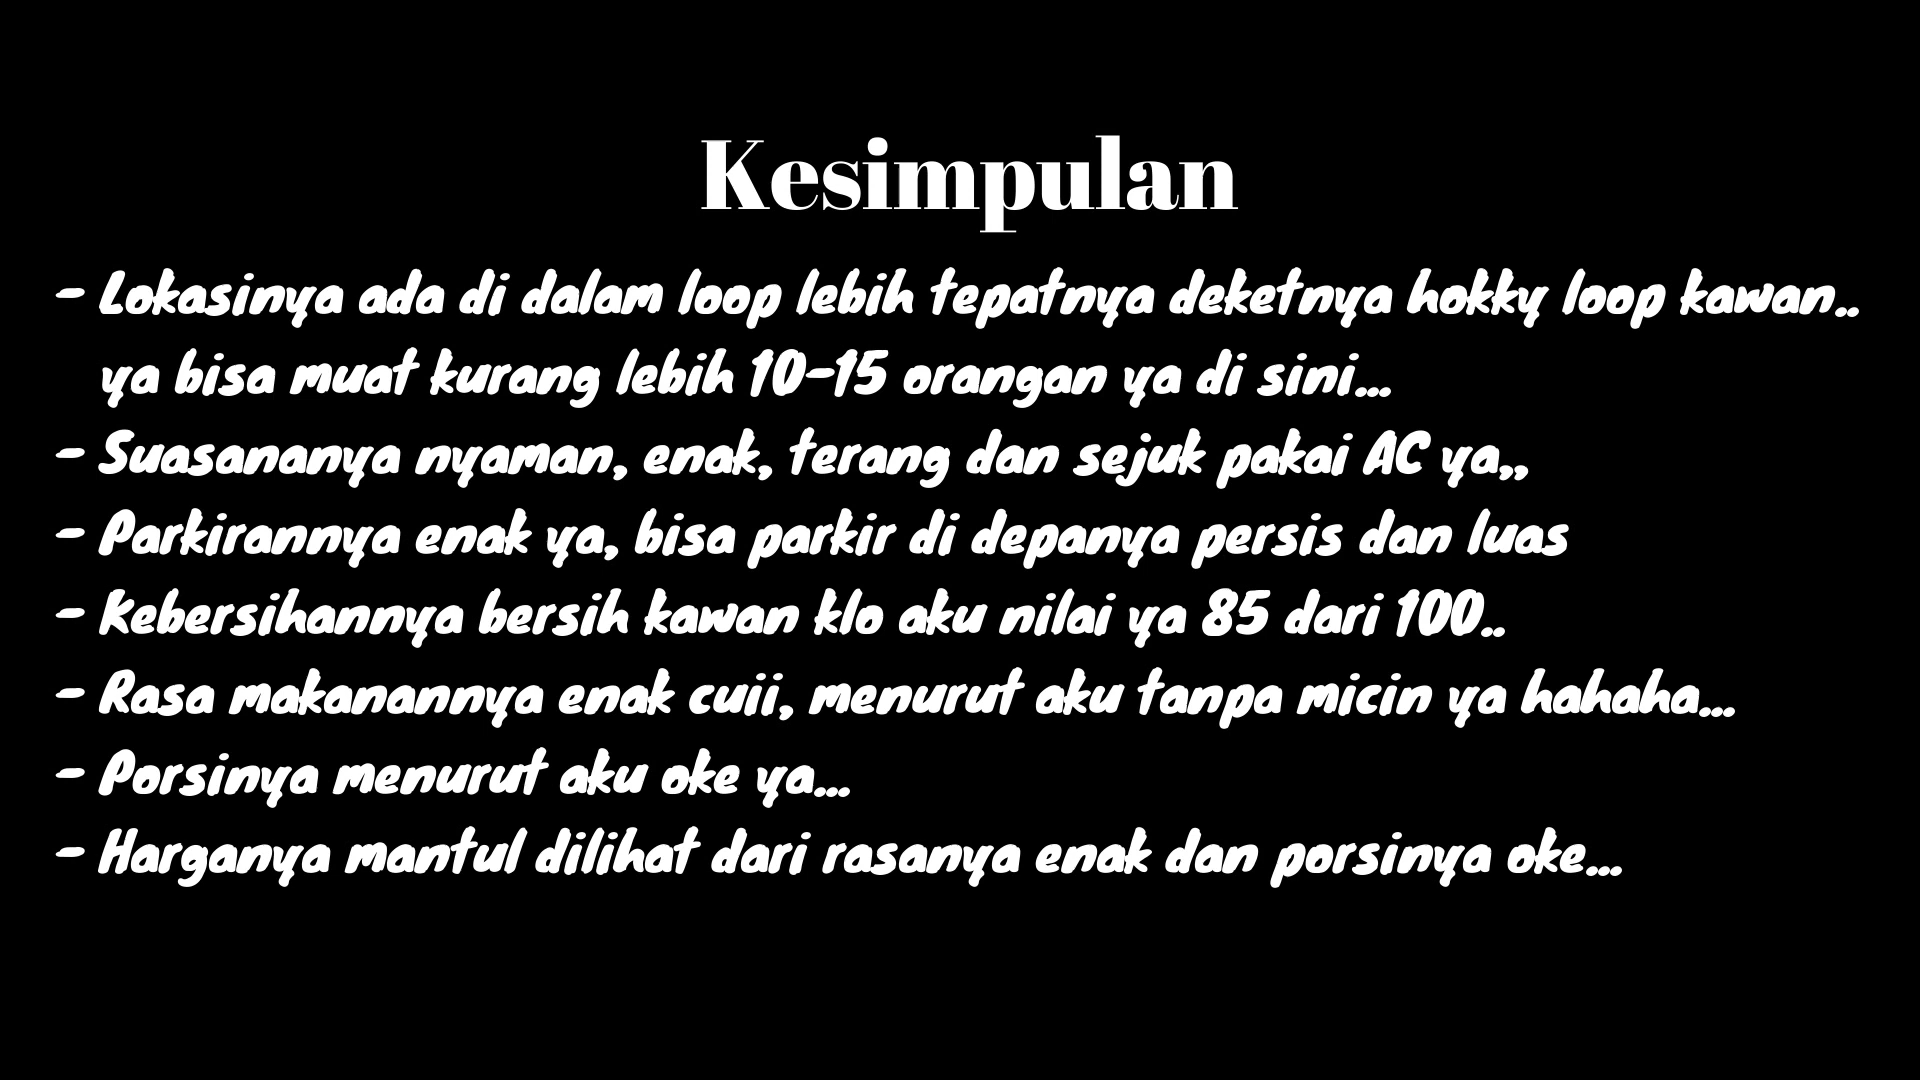 Kesimpulan
- Lokasinya ada di dalam loop lebih tepatnya deketnya hokky loop kawan..
ya bisa muat kurang lebih 10-15 orangan ya di sini...
- Suasananya nyaman, enak, terang dan sejuk pakai AC ya,,
- Parkirannya enak ya, bisa parkir di depanya persis dan luas
- Kebersihannya bersih kawan klo aku nilai ya 85 dari 100..
- Rasa makanannya enak cuii, menurut aku tanpa micin ya hahaha...
- Porsinya menurut aku oke ya...
- Harganya mantul dilihat dari rasanya enak dan porsinya oke...